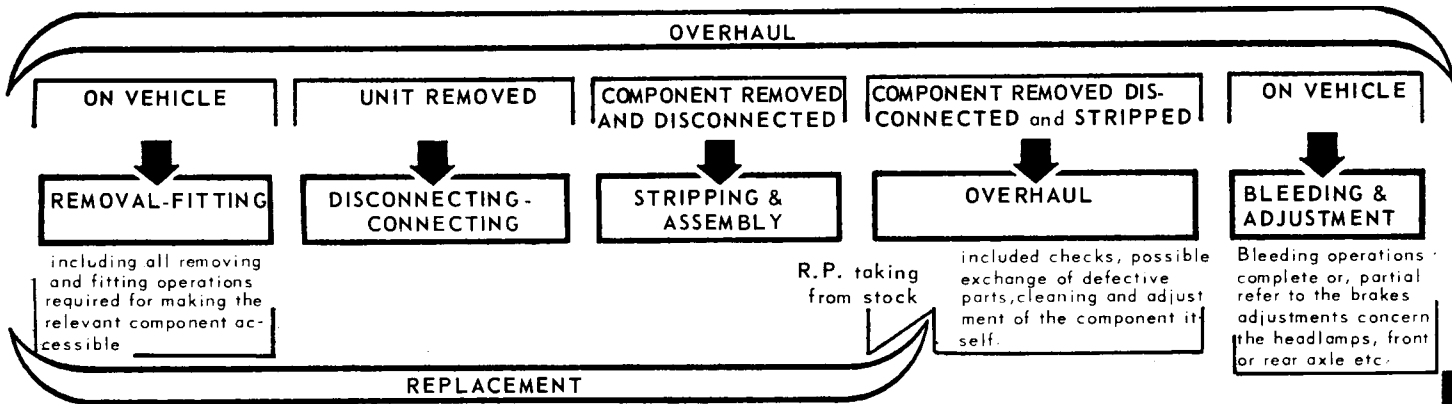 OVERHAUL
ON VEHICLE
UNIT REMOVED
COMPONENT REMOVED
AND DISCONNECTED
COMPONENT REMOVED DIS-
CONNECTED and STRIPPED
ON VEHICLE
REMOVAL-FITTING
DISCONNECTING -
CONNECTING
STRIPPING &
ASSEMBLY
OVERHAUL
BLEEDING &
ADJUSTMENT
including all removing
and fitting operations
required for making the
relevant component ac-
cessible
R.P. taking
from stock
included checks, possible
exchange of defective
parts,cleaning and adjust
ment of the component it-
self.
Bleeding operations
complete or, partial
refer to the brakes
adjustments concern
the headlamps, front
or rear axle etc.
REPLACEMENT